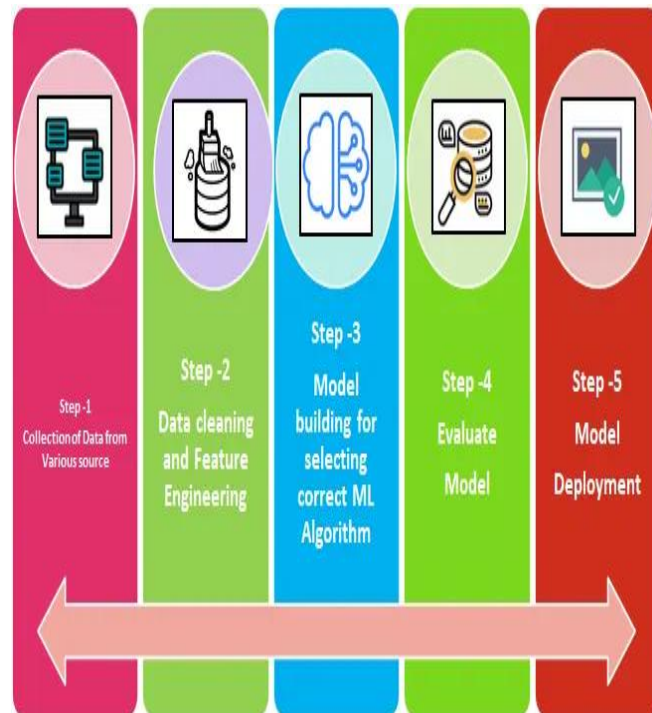 Step -1
Collection of Data from
Various source
Step -2
Data cleaning
and Feature
Engineering
Step -3
Model
building for
selecting
correct ML
Algorithm
Step -4
Evaluate
Model
Step -5
Model
Deployment